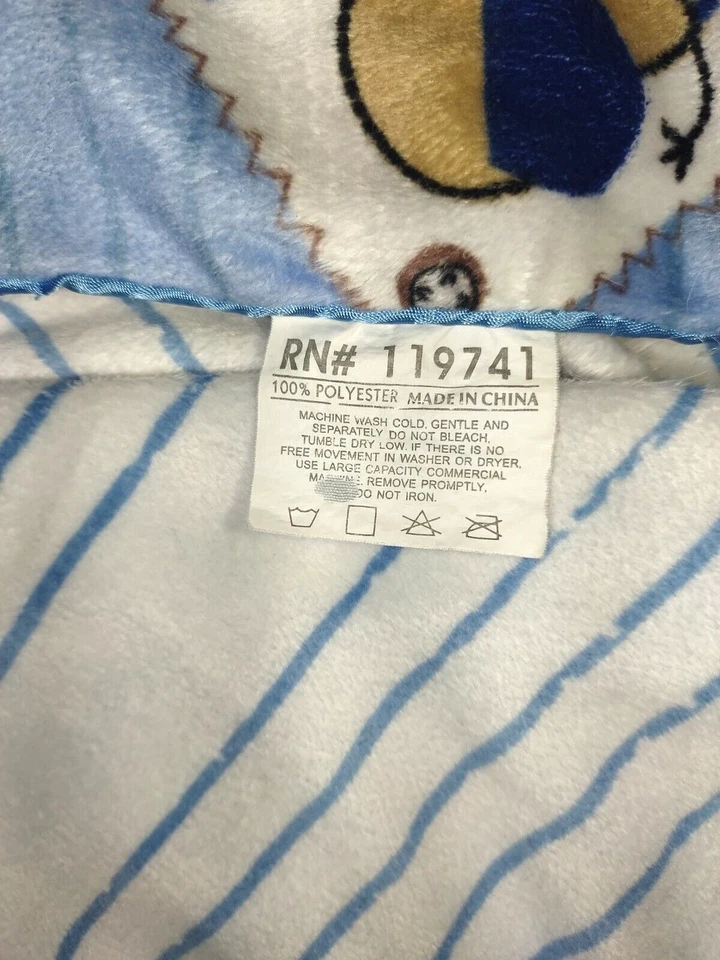 RN# 119741
100% POLYESTER MADE IN CHINA
MACHINE WASH COLD, GENTLE AND
SEPARATELY DO NOT BLEACH,
TUMBLE DRY LOW. IF THERE IS NO
FREE MOVEMENT IN WASHER OR DRYER,
USE LARGE CAPACITY COMMERCIAL
REMOVE PROMPTLY,
DO NOT IRON.